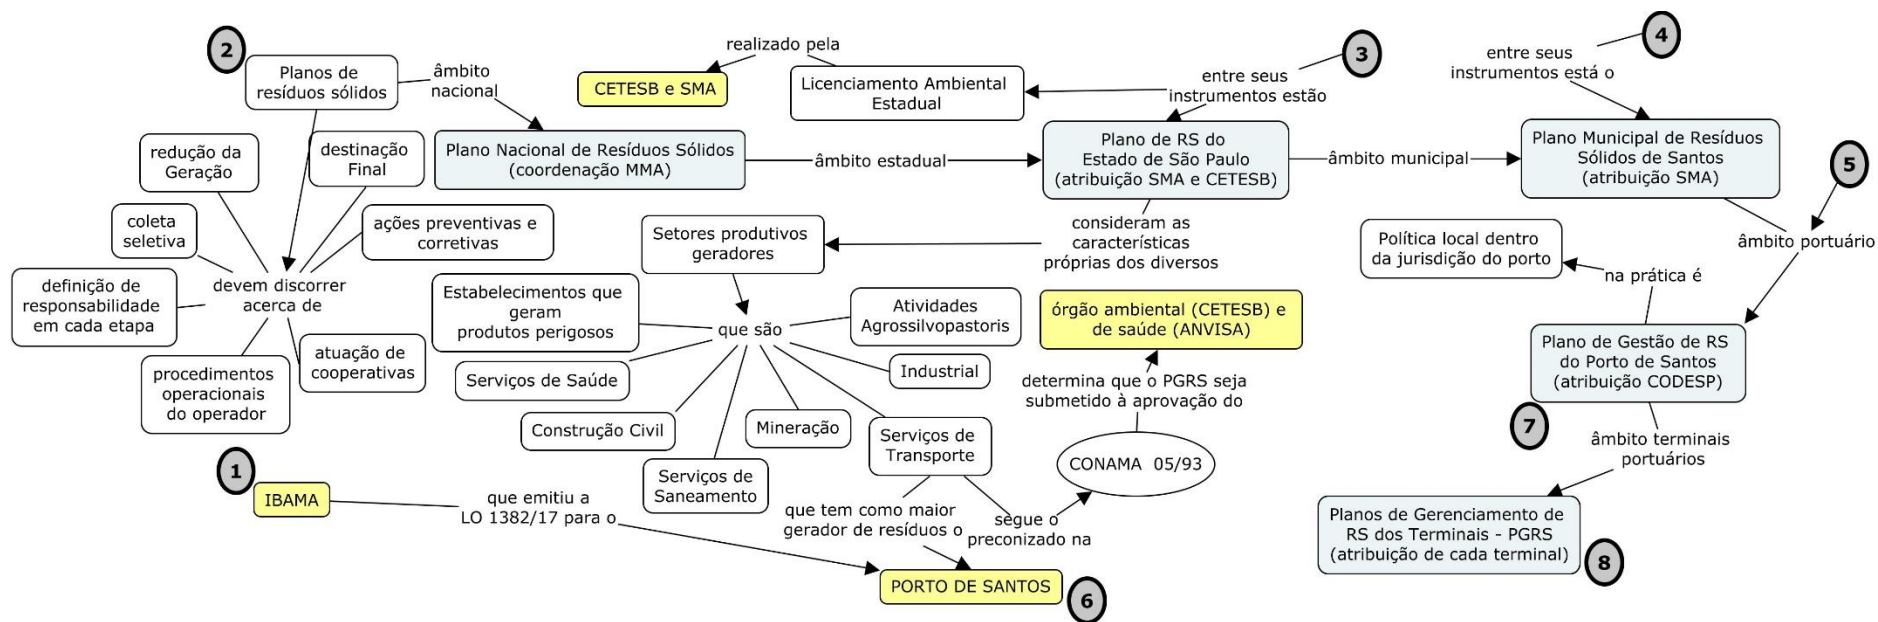 2
Planos de
resíduos sólidos
âmbito
nacional
realizado pela
CETESB e SMA
Licenciamento Ambiental
Estadual
entre seus
instrumentos estão
3
entre seus
instrumentos está o
4
redução da
Geração
destinação
Final
Plano Nacional de Resíduos Sólidos
(coordenação MMA)
âmbito estadual
Plano de RS do
Estado de São Paulo
(atribuição SMA e CETESB)
âmbito municipal
Plano Municipal de Resíduos
Sólidos de Santos
(atribuição SMA)
5
coleta
seletiva
ações preventivas e
corretivas
Setores produtivos
geradores
consideram as
características
próprias dos diversos
Política local dentro
da jurisdição do porto
âmbito portuário
na prática é
definição de
responsabilidade
em cada etapa
devem discorrer
acerca de
Estabelecimentos que
geram
produtos perigosos
que são
Atividades
Agrossilvopastoris
órgão ambiental (CETESB) e
de saúde (ANVISA)
Plano de Gestão de RS
do Porto de Santos
(atribuição CODESP)
procedimentos
operacionais
do operador
atuação de
cooperativas
Serviços de Saúde
Industrial
determina que o PGRS seja
submetido à aprovação do
7
Construção Civil
Mineração
Serviços de
Transporte
CONAMA 05/93
âmbito terminais
portuários
1
IBAMA
que emitiu a
LO 1382/17 para o
Serviços de
Saneamento
que tem como maior
gerador de resíduos o
segue o
preconizado na
Planos de Gerenciamento de
RS dos Terminais - PGRS
(atribuição de cada terminal)
8
PORTO DE SANTOS
6